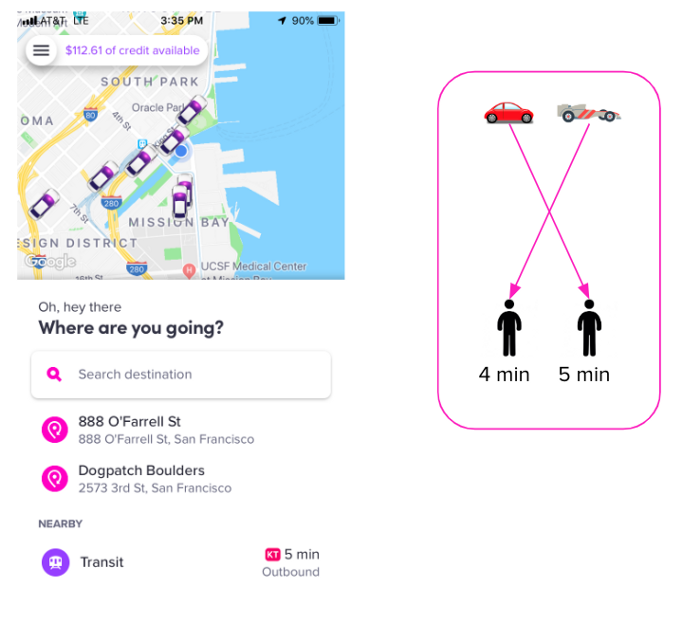 AT&T LTE
3:35 PM
90%
$112.61 of credit available
SOUTH PARK
Oracle Park
OMA
80
4th St
280
7th St
MISSION BAY
ESIGN DISTRICT
Google
280
H
UCSF Medical Center
16th St
Oh, hey there
Where are you going?
Search destination
888 O'Farrell St
888 O'Farrell St, San Francisco
Dogpatch Boulders
2573 3rd St, San Francisco
NEARBY
Transit
KT 5 min
Outbound
4 min
5 min